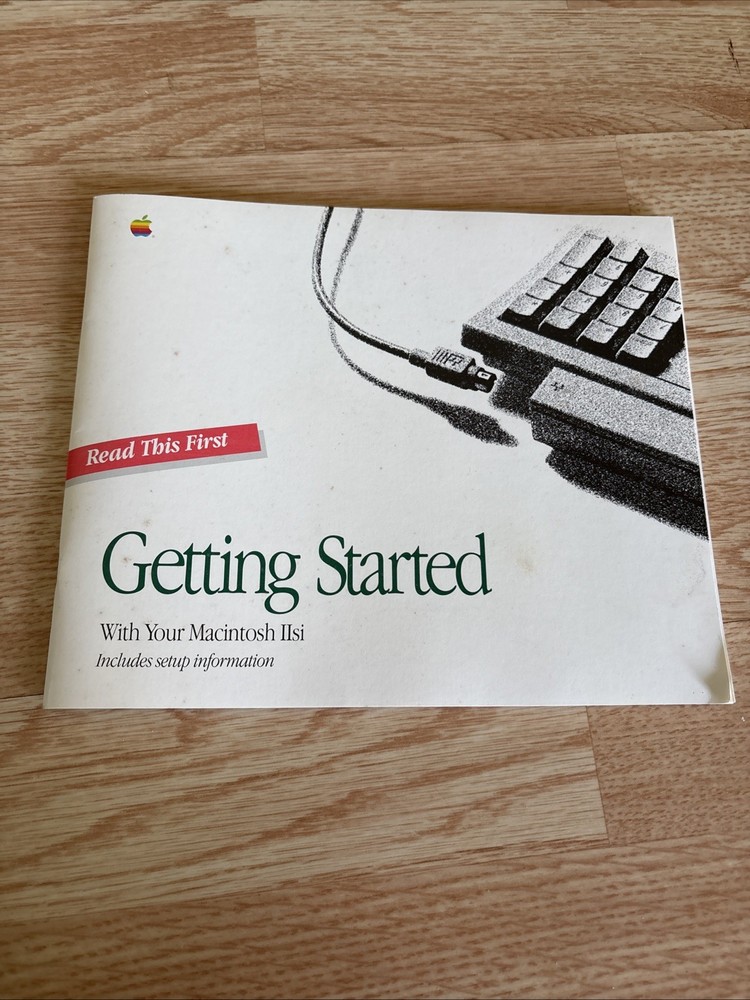 Read This First
Getting Started
With Your Macintosh IIsi
Includes setup information